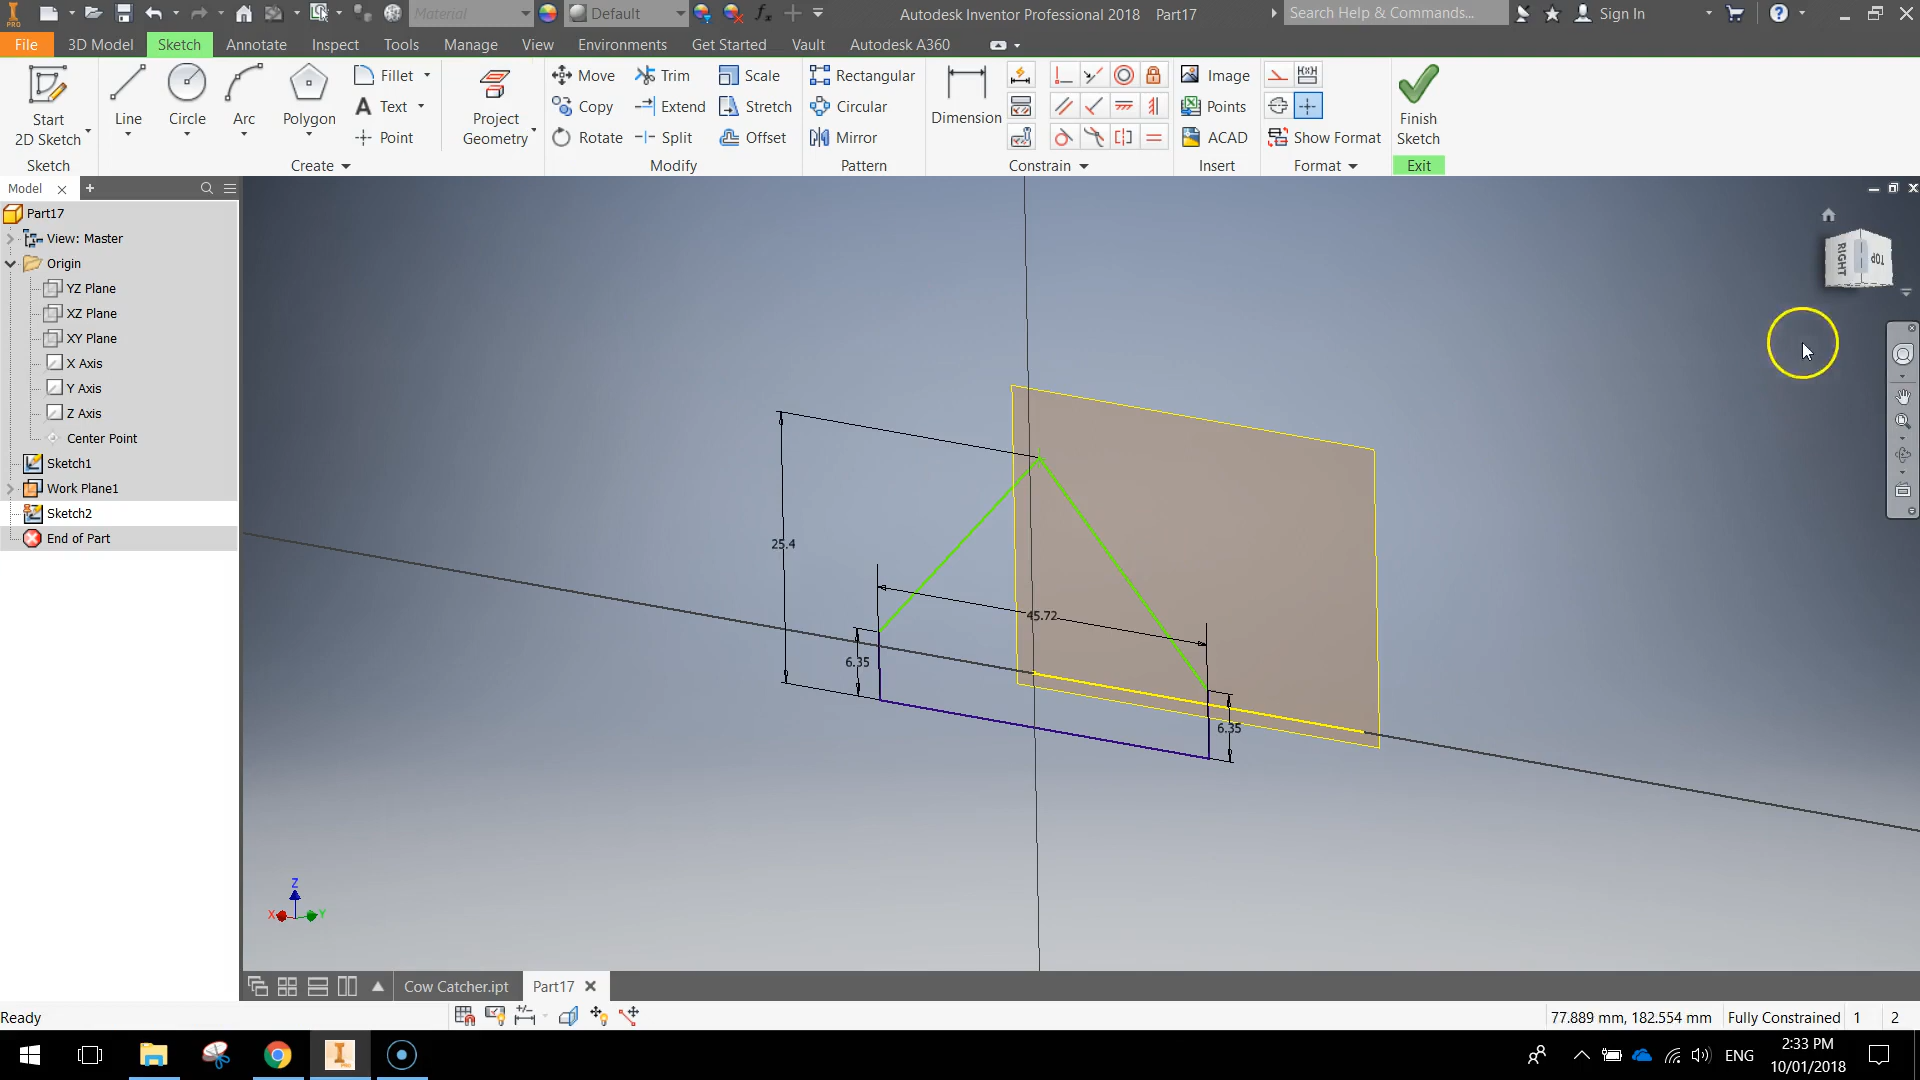 PRO
Material
Default
fx
Autodesk Inventor Professional 2018 Part17
Search Help & Commands...
Sign In
File
3D Model
Sketch
Annotate
Inspect
Tools
Manage
View
Environments
Get Started
Vault
Autodesk A360
Start
2D Sketch
Line
Circle
Arc
Polygon
Fillet
Text
Point
Project
Geometry
Move
Copy
Rotate
Trim
Extend
Split
Scale
Stretch
Offset
Rectangular
Circular
Mirror
Dimension
Image
Points
ACAD
Show Format
Finish
Sketch
Sketch
Create
Modify
Pattern
Constrain
Insert
Format
Exit
Model
Part17
View: Master
Origin
YZ Plane
XZ Plane
XY Plane
X Axis
Y Axis
Z Axis
Center Point
Sketch1
Work Plane1
Sketch2
End of Part
RIGHT
TOP
25.4
45.72
6.35
6.35
Z
X
Y
Cow Catcher.ipt
Part17
Ready
77.889 mm, 182.554 mm
Fully Constrained
1
2
ENG
2:33 PM
10/01/2018